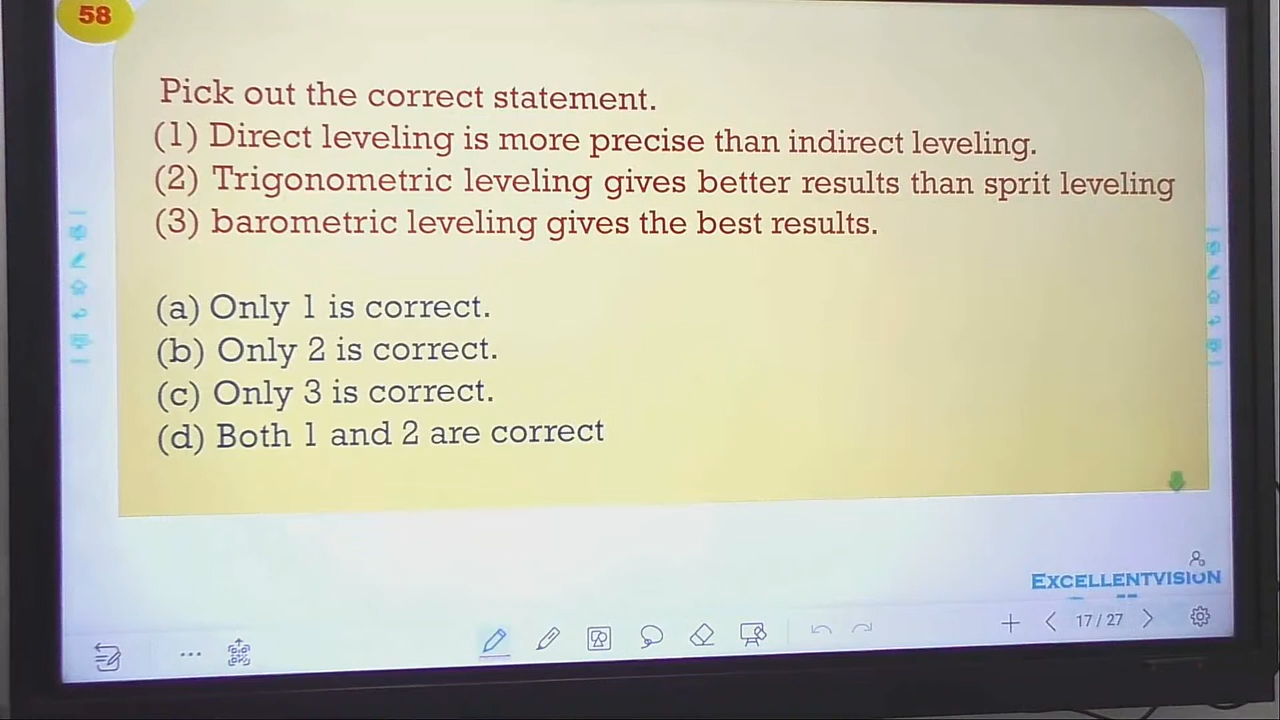 58
Pick out the correct statement.
(1) Direct leveling is more precise than indirect leveling.
(2) Trigonometric leveling gives better results than sprit leveling
(3) barometric leveling gives the best results.
(a) Only 1 is correct.
(b) Only 2 is correct.
(c) Only 3 is correct.
(d) Both 1 and 2 are correct
EXCELLENTVISION
17/27